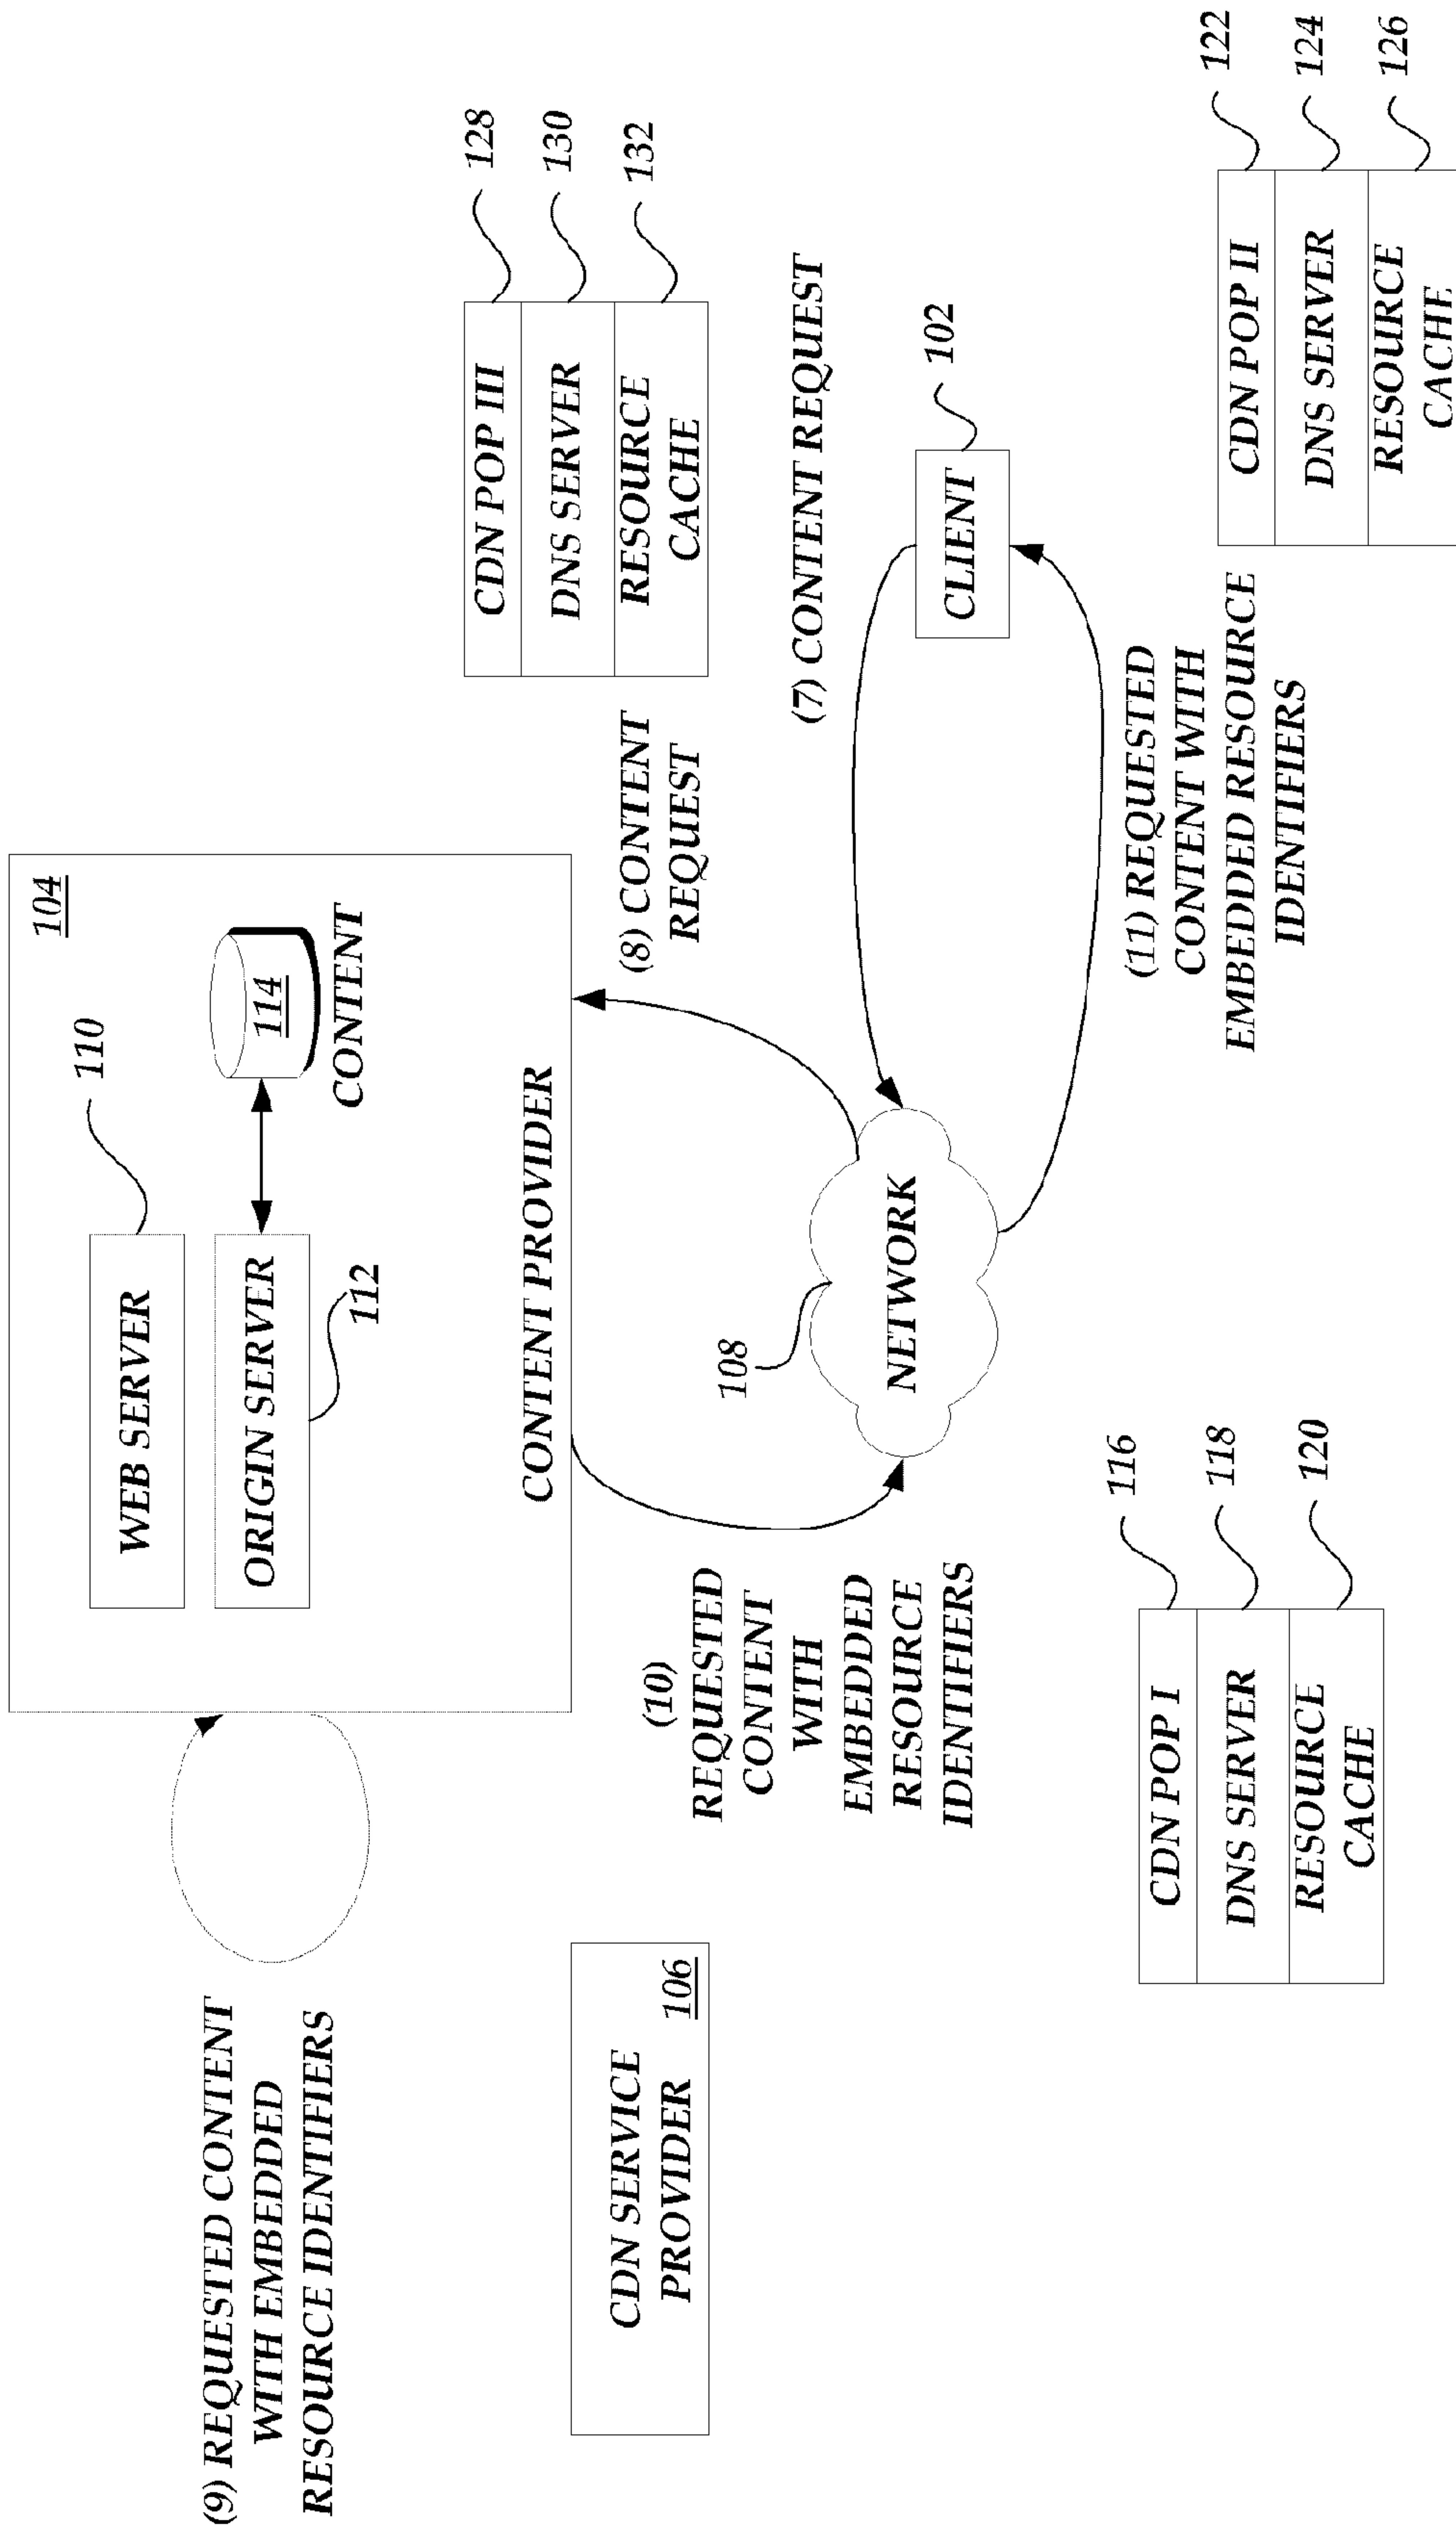 (9) REQUESTED CONTENT
WITH EMBEDDED
RESOURCE IDENTIFIERS
104
WEB SERVER
110
ORIGIN SERVER
112
114
CONTENT
CONTENT PROVIDER
CDN SERVICE
PROVIDER
106
(10)
REQUESTED
CONTENT
WITH
EMBEDDED
RESOURCE
IDENTIFIERS
(8) CONTENT
REQUEST
CDN POP III
128
DNS SERVER
130
RESOURCE
CACHE
132
108
NETWORK
(7) CONTENT REQUEST
CLIENT
102
CDN POP I
116
DNS SERVER
118
RESOURCE
CACHE
120
(11) REQUESTED
CONTENT WITH
EMBEDDED RESOURCE
IDENTIFIERS
CDN POP II
122
DNS SERVER
124
RESOURCE
CACHE
126